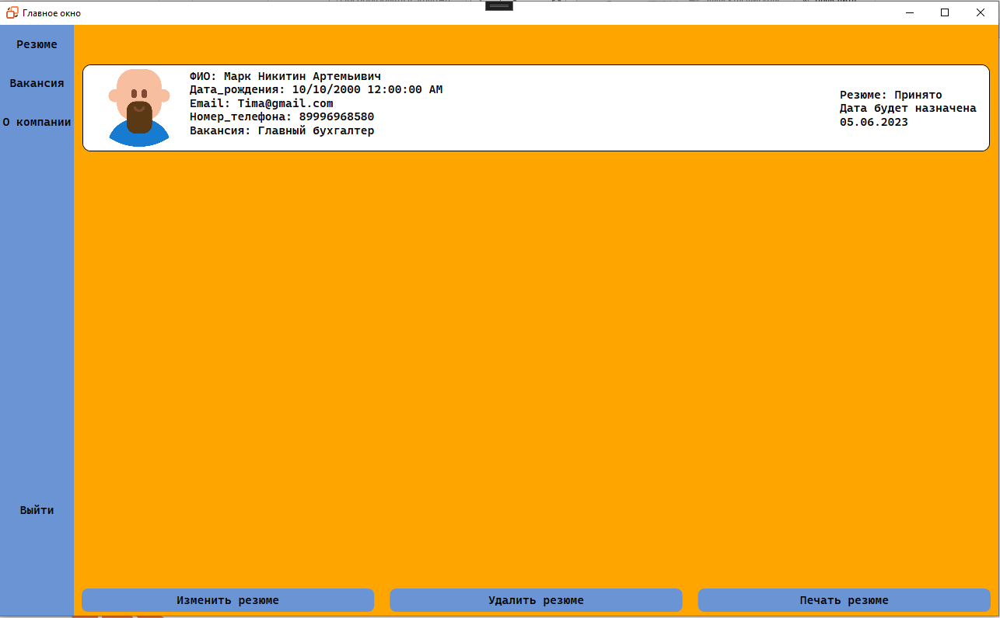 Главное окно
Резюме
Вакансия
О компании
ФИО: Марк Никитин Артемьивич
Дата_рождения: 10/10/2000 12:00:00 AM
Email: Tima@gmail.com
Номер_телефона: 89996968580
Вакансия: Главный бухгалтер
Резюме: Принято
Дата будет назначена
05.06.2023
Выйти
Изменить резюме
Удалить резюме
Печать резюме